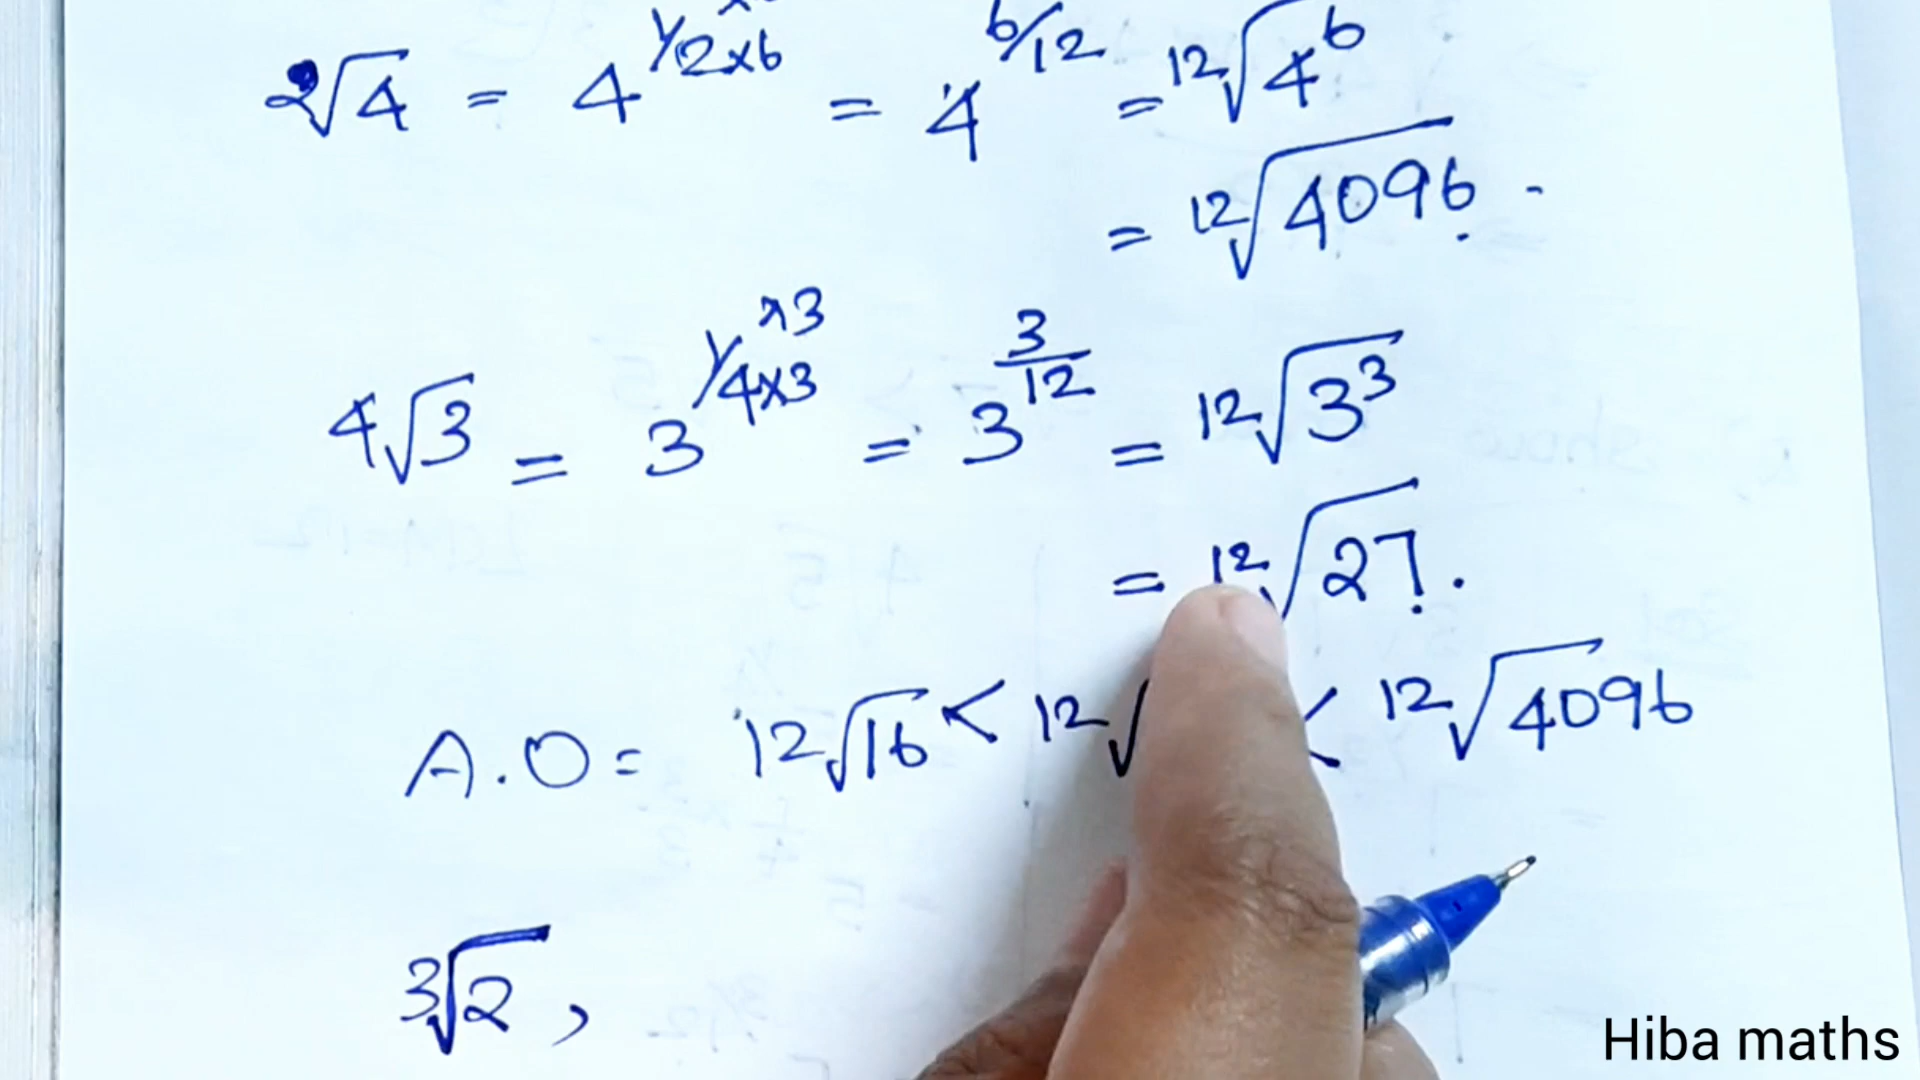 ²√4 = 4^1/2×6 = 4^6/12 = ¹²√4⁶
= ¹²√4096.
⁴√3 = 3^1×3/4×3 = 3^3/12 = ¹²√3³
= ¹²√27.
A.O = ¹²√16 < ¹²√ < ¹²√4096
³√2 ,
Hiba maths